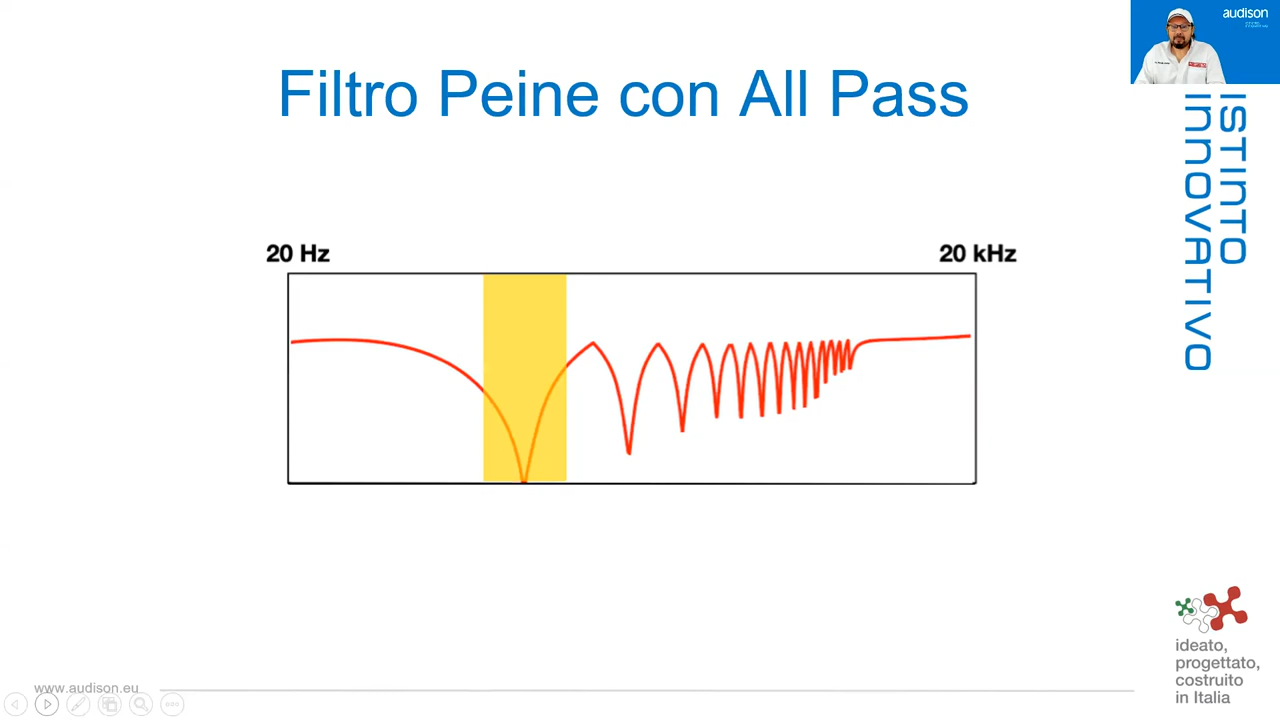 audison
Filtro Peine con All Pass
ISTINTO
INNOVATIVO
20 Hz
20 kHz
ideato,
progettato,
costruito
in Italia
www.audison.eu